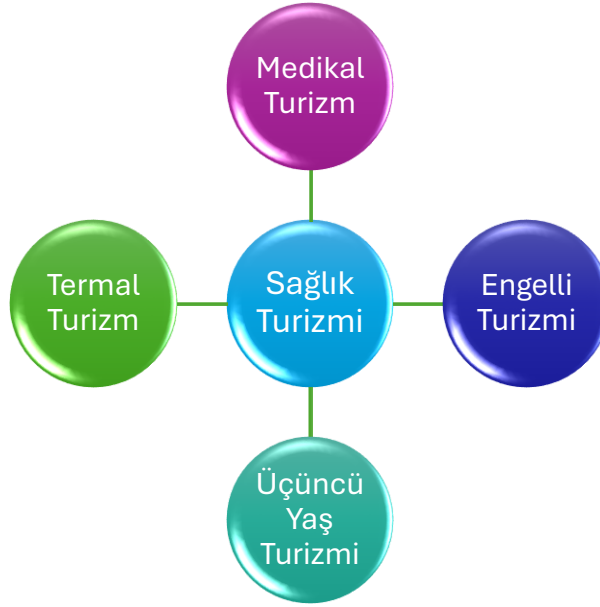 Medikal
Turizm
Termal
Turizm
Sağlık
Turizmi
Engelli
Turizmi
Üçüncü
Yaş
Turizmi